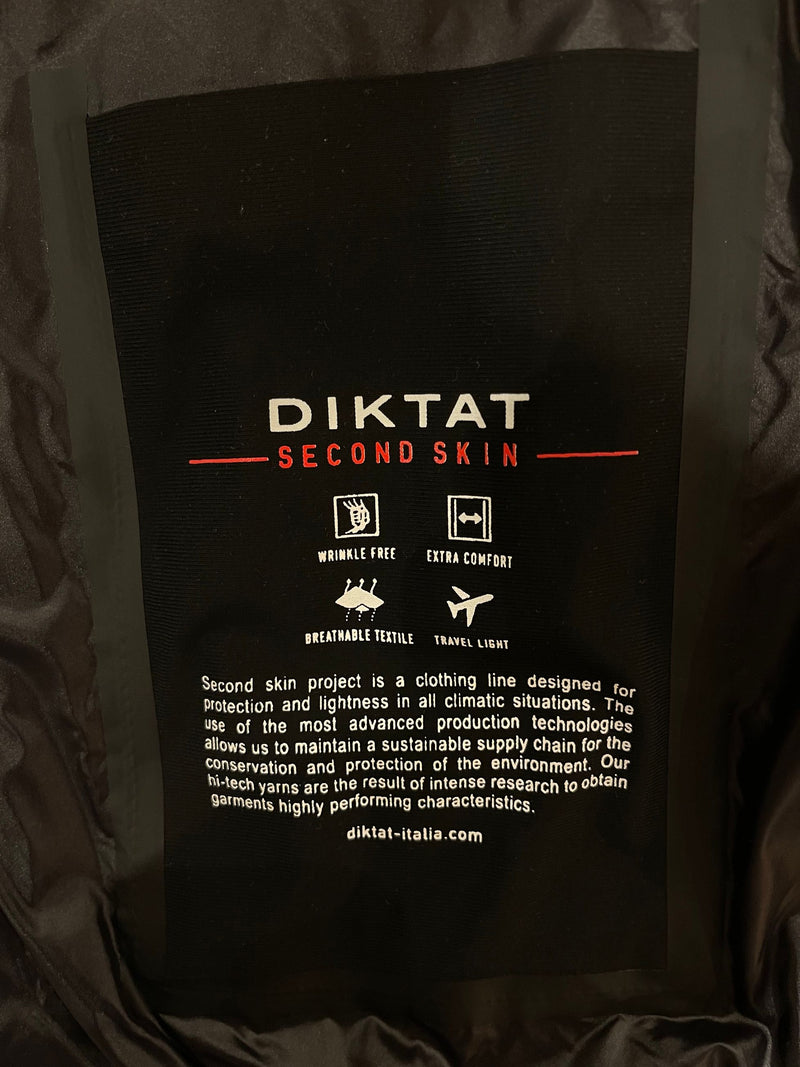 DIKTAT
SECOND SKIN
WRINKLE FREE
EXTRA COMFORT
BREATHABLE TEXTILE
TRAVEL LIGHT
Second skin project is a clothing line designed for
protection and lightness in all climatic situations. The
use of the most advanced production technologies
allows us to maintain a sustainable supply chain for the
conservation and protection of the environment. Our
hi-tech yarns are the result of intense research to obtain
garments highly performing characteristics.
diktat-italia.com